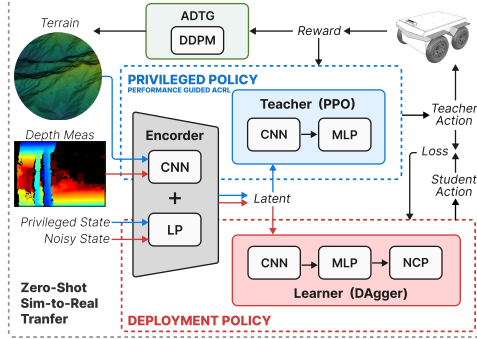 Terrain
ADTG
DDPM
Reward
PRIVILEGED POLICY
PERFORMANCE GUIDED ACRL
Teacher (PPO)
CNN
MLP
Teacher
Action
Depth Meas
Encorder
CNN
+
LP
Loss
Student
Action
Latent
Privileged State
Noisy State
CNN
MLP
NCP
Learner (DAgger)
Zero-Shot
Sim-to-Real
Tranfer
DEPLOYMENT POLICY